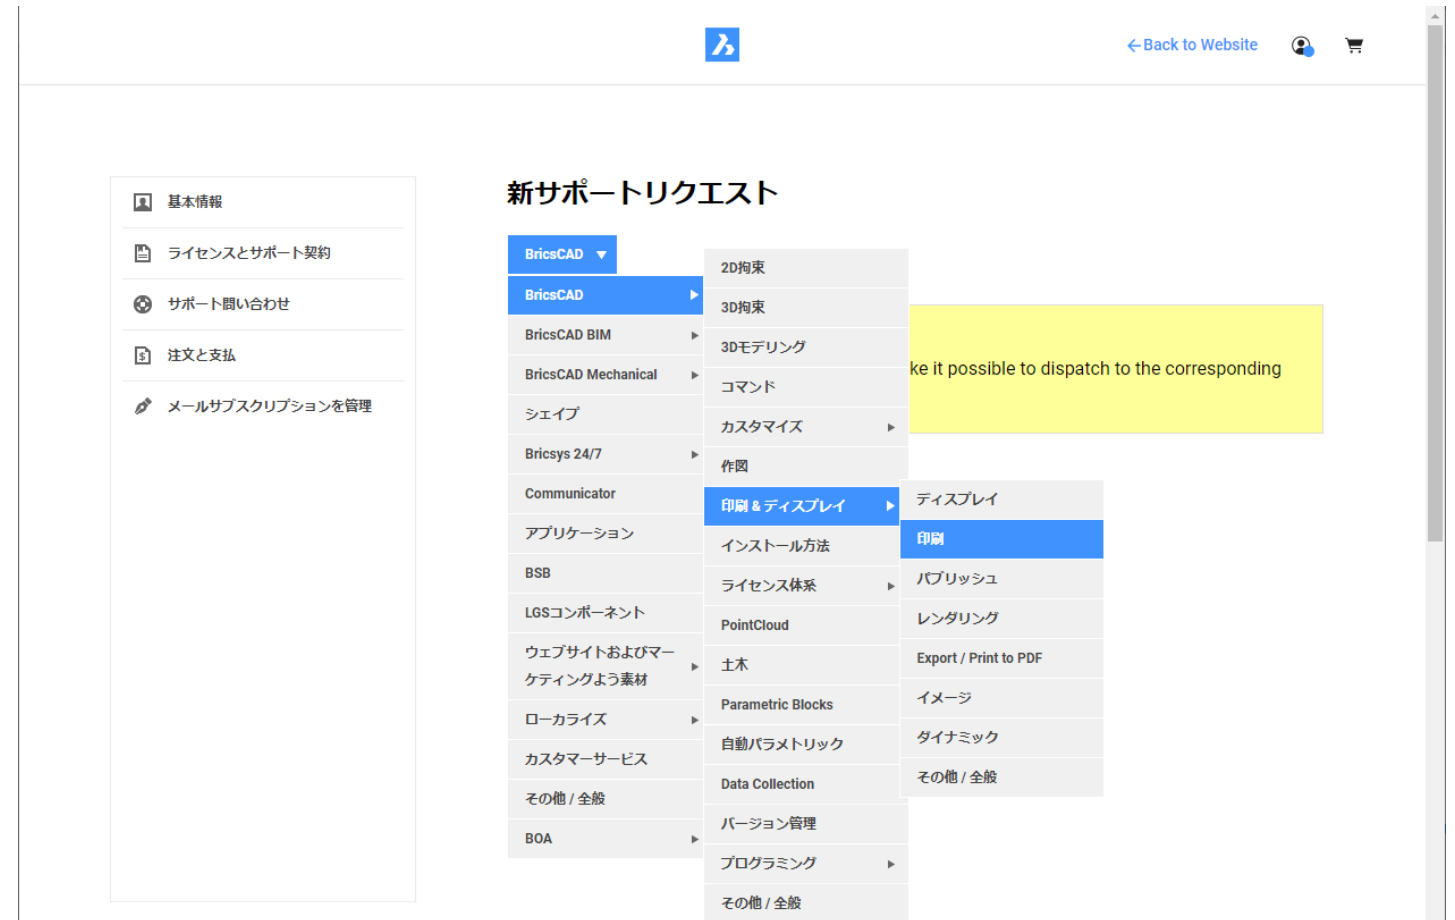 ←Back to Website
基本情報
ライセンスとサポート契約
サポート問い合わせ
注文と支払
メールサブスクリプションを管理
新サポートリクエスト
BricsCAD
BricsCAD
BricsCAD BIM
BricsCAD Mechanical
シェイプ
Bricsys 24/7
Communicator
アプリケーション
BSB
LGSコンポーネント
ウェブサイトおよびマー
ケティングよう素材
ローカライズ
カスタマーサービス
その他 / 全般
BOA
2D拘束
3D拘束
3Dモデリング
コマンド
カスタマイズ
作図
印刷 & ディスプレイ
インストール方法
ライセンス体系
PointCloud
土木
Parametric Blocks
自動パラメトリック
Data Collection
バージョン管理
プログラミング
その他 / 全般
ke it possible to dispatch to the corresponding
ディスプレイ
印刷
パブリッシュ
レンダリング
Export / Print to PDF
イメージ
ダイナミック
その他 / 全般